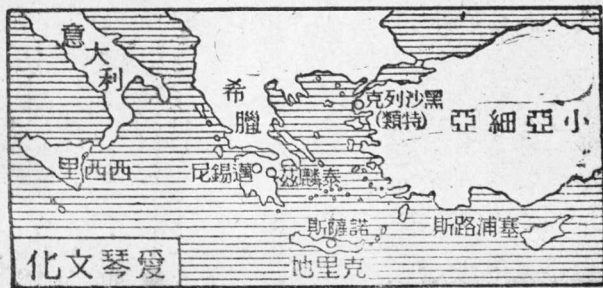 意大利
希臘
黑沙列克
(特類)
小亞細亞
西西里
邁錫尼
泰麟茲
諾薩斯
克里地
塞浦路斯
愛琴文化